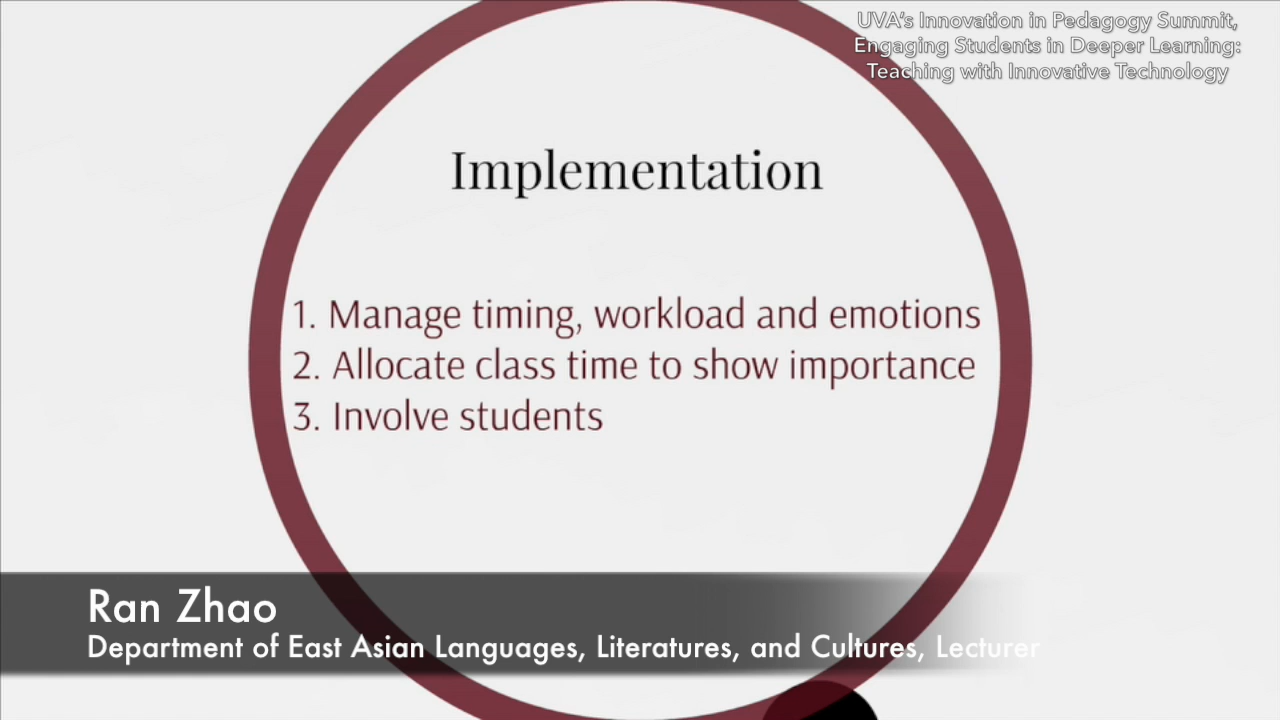 UVA's Innovation in Pedagogy Summit,
Engaging Students in Deeper Learning:
Teaching with Innovative Technology
Implementation
1. Manage timing, workload and emotions
2. Allocate class time to show importance
3. Involve students
Ran Zhao
Department of East Asian Languages, Literatures, and Cultures, Lecturer